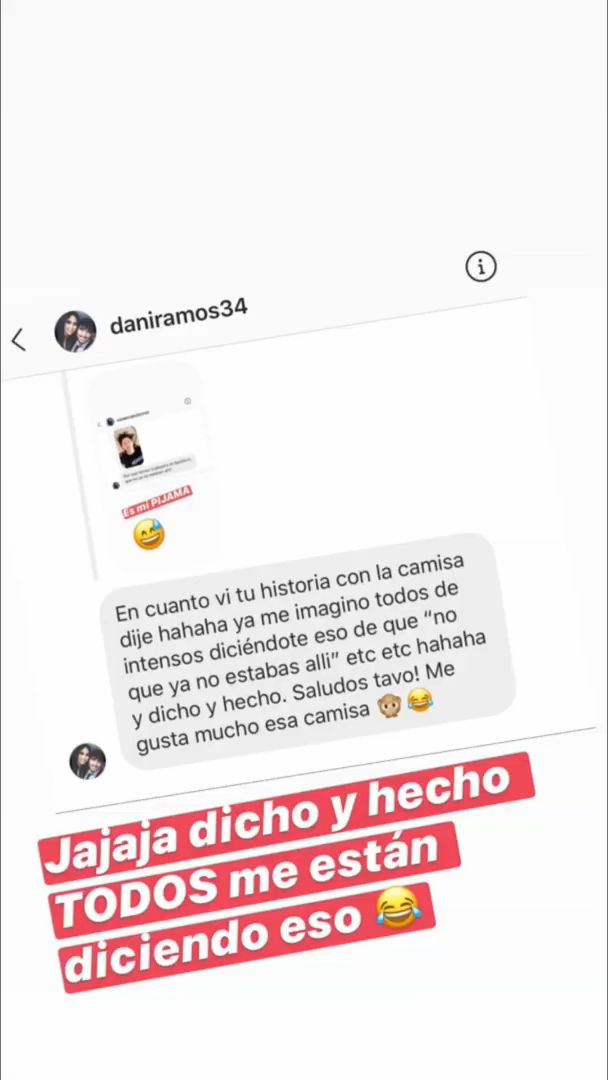 daniramos34
Es mi PIJAMA
En cuanto vi tu historia con la camisa
dije hahaha ya me imagino todos de
intensos diciéndote eso de que “no
que ya no estabas alli” etc etc hahaha
y dicho y hecho. Saludos tavo! Me
gusta mucho esa camisa 🙊😂
Jajaja dicho y hecho
TODOS me están
diciendo eso 😂